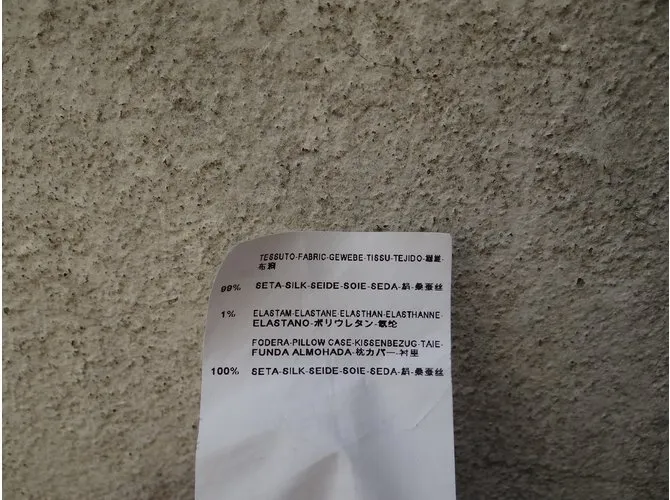 TESSUTO-FABRIC-GEWEBE-TISSU-TEJIDO-
99% SETA-SILK-SEIDE-SOIE-SEDA-絹-桑蚕丝
1% ELASTAM-ELASTANE-ELASTHAN-ELASTHANNE-
ELASTANO-ポリウレタン-氨纶
FODERA-PILLOW CASE-KISSENBEZUG-TAIE-
FUNDA ALMOHADA-枕カバー-衬里
100% SETA-SILK-SEIDE-SOIE-SEDA-絹-桑蚕丝